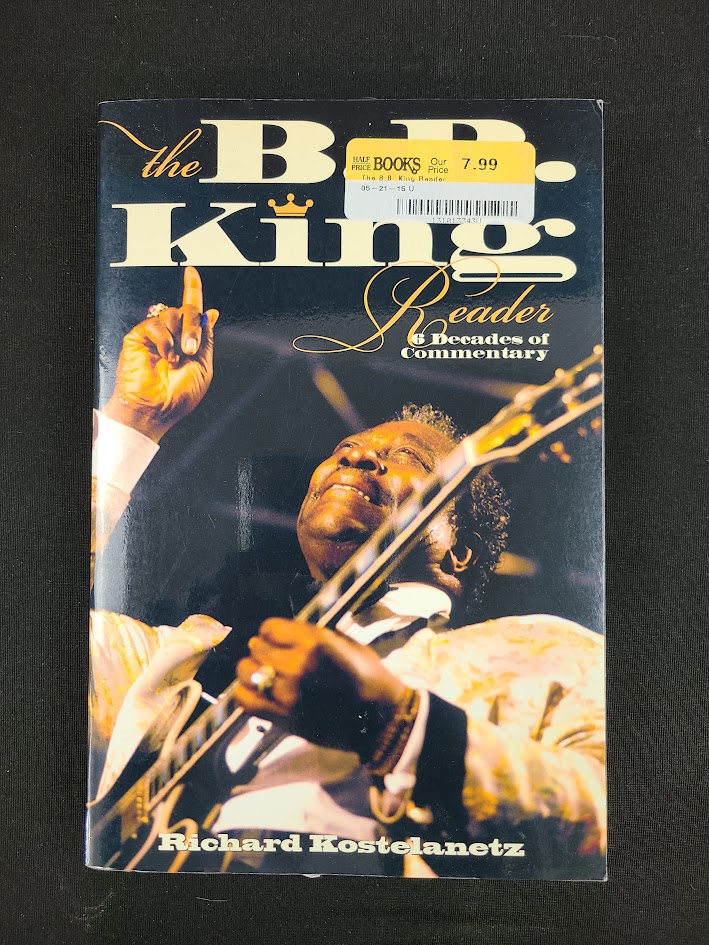 the B.B.
King
Reader
6 Decades of
Commentary
HALF PRICE BOOKS Our Price 7.99
The B.B. King Reader
05-21-15 U
Richard Kostelanetz